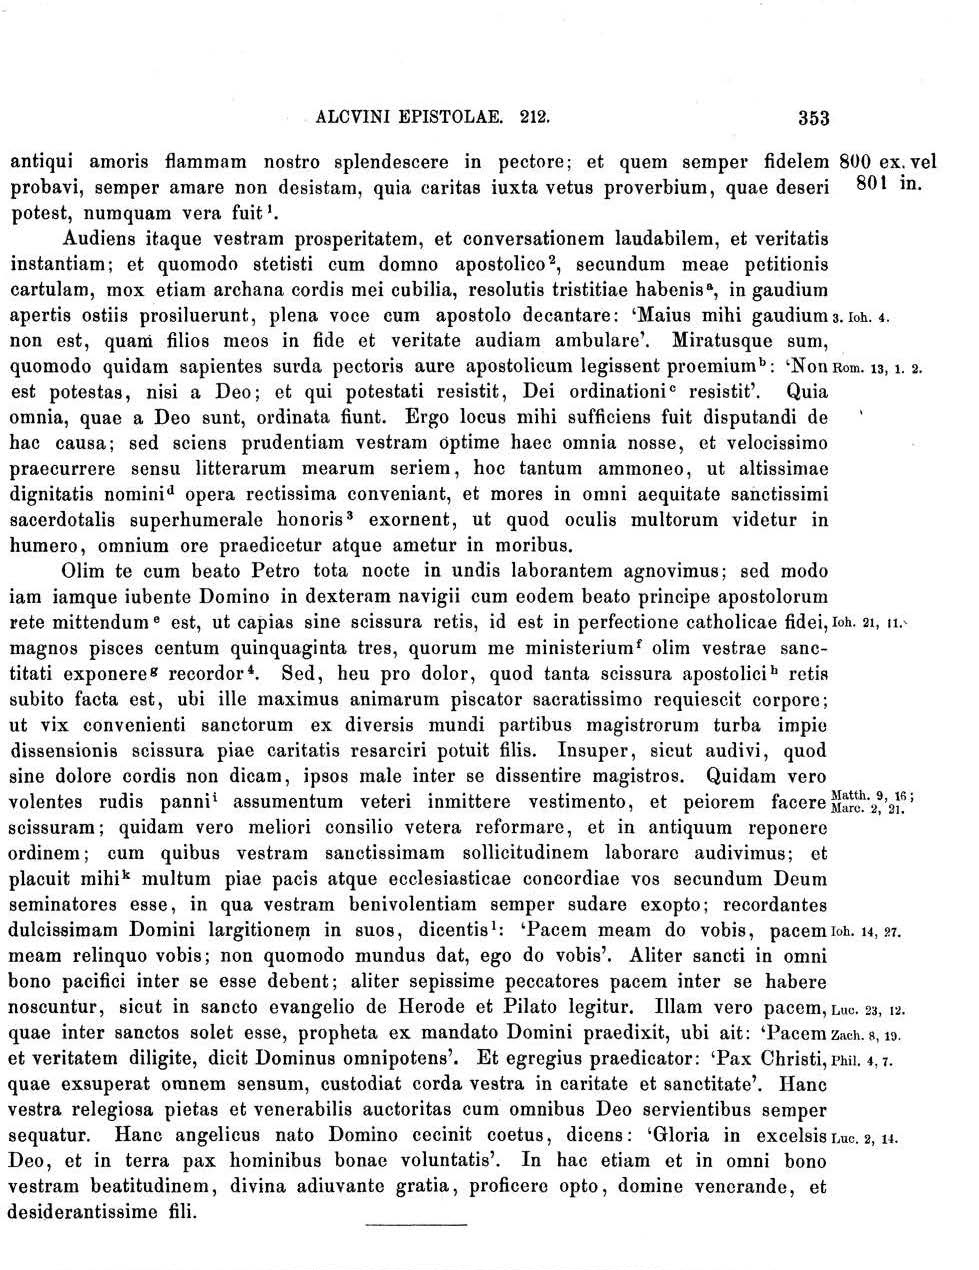 ALCVINI EPISTOLAE. 212. 353
antiqui amoris flammam nostro splendescere in pectore; et quem semper fidelem 800 ex. vel
probavi, semper amare non desistam, quia caritas iuxta vetus proverbium, quae deseri 801 in.
potest, numquam vera fuit¹.
Audiens itaque vestram prosperitatem, et conversationem laudabilem, et veritatis
instantiam; et quomodo stetisti cum domno apostolico², secundum meae petitionis
cartulam, mox etiam archana cordis mei cubilia, resolutis tristitiae habenisᵃ, in gaudium
apertis ostiis prosiluerunt, plena voce cum apostolo decantare: ‘Maius mihi gaudium 3. Ioh. 4.
non est, quam filios meos in fide et veritate audiam ambulare’. Miratusque sum,
quomodo quidam sapientes surda pectoris aure apostolicum legissent proemiumᵇ: ‘Non Rom. 13, 1. 2.
est potestas, nisi a Deo; et qui potestati resistit, Dei ordinationiᶜ resistit’. Quia
omnia, quae a Deo sunt, ordinata fiunt. Ergo locus mihi sufficiens fuit disputandi de
hac causa; sed sciens prudentiam vestram optime haec omnia nosse, et velocissimo
praecurrere sensu litterarum mearum seriem, hoc tantum ammoneo, ut altissimae
dignitatis nominiᵈ opera rectissima conveniant, et mores in omni aequitate sanctissimi
sacerdotalis superhumerale honoris³ exornent, ut quod oculis multorum videtur in
humero, omnium ore praedicetur atque ametur in moribus.
Olim te cum beato Petro tota nocte in undis laborantem agnovimus; sed modo
iam iamque iubente Domino in dexteram navigii cum eodem beato principe apostolorum
rete mittendumᵉ est, ut capias sine scissura retis, id est in perfectione catholicae fidei, Ioh. 21, 11.
magnos pisces centum quinquaginta tres, quorum me ministeriumᶠ olim vestrae sanc-
titati exponereᵍ recordor⁴. Sed, heu pro dolor, quod tanta scissura apostoliciʰ retis
subito facta est, ubi ille maximus animarum piscator sacratissimo requiescit corpore;
ut vix convenienti sanctorum ex diversis mundi partibus magistrorum turba impie
dissensionis scissura piae caritatis resarciri potuit filis. Insuper, sicut audivi, quod
sine dolore cordis non dicam, ipsos male inter se dissentire magistros. Quidam vero
volentes rudis panniⁱ assumentum veteri inmittere vestimento, et peiorem facere Matth. 9, 16; Marc. 2, 21.
scissuram; quidam vero meliori consilio vetera reformare, et in antiquum reponere
ordinem; cum quibus vestram sanctissimam sollicitudinem laborare audivimus; et
placuit mihiᵏ multum piae pacis atque ecclesiasticae concordiae vos secundum Deum
seminatores esse, in qua vestram benivolentiam semper sudare exopto; recordantes
dulcissimam Domini largitionem in suos, dicentisˡ: ‘Pacem meam do vobis, pacem Ioh. 14, 27.
meam relinquo vobis; non quomodo mundus dat, ego do vobis’. Aliter sancti in omni
bono pacifici inter se esse debent; aliter sepissime peccatores pacem inter se habere
noscuntur, sicut in sancto evangelio de Herode et Pilato legitur. Illam vero pacem, Luc. 23, 12.
quae inter sanctos solet esse, propheta ex mandato Domini praedixit, ubi ait: ‘Pacem Zach. 8, 19.
et veritatem diligite, dicit Dominus omnipotens’. Et egregius praedicator: ‘Pax Christi, Phil. 4, 7.
quae exsuperat omnem sensum, custodiat corda vestra in caritate et sanctitate’. Hanc
vestra relegiosa pietas et venerabilis auctoritas cum omnibus Deo servientibus semper
sequatur. Hanc angelicus nato Domino cecinit coetus, dicens: ‘Gloria in excelsis Luc. 2, 14.
Deo, et in terra pax hominibus bonae voluntatis’. In hac etiam et in omni bono
vestram beatitudinem, divina adiuvante gratia, proficere opto, domine venerande, et
desiderantissime fili.